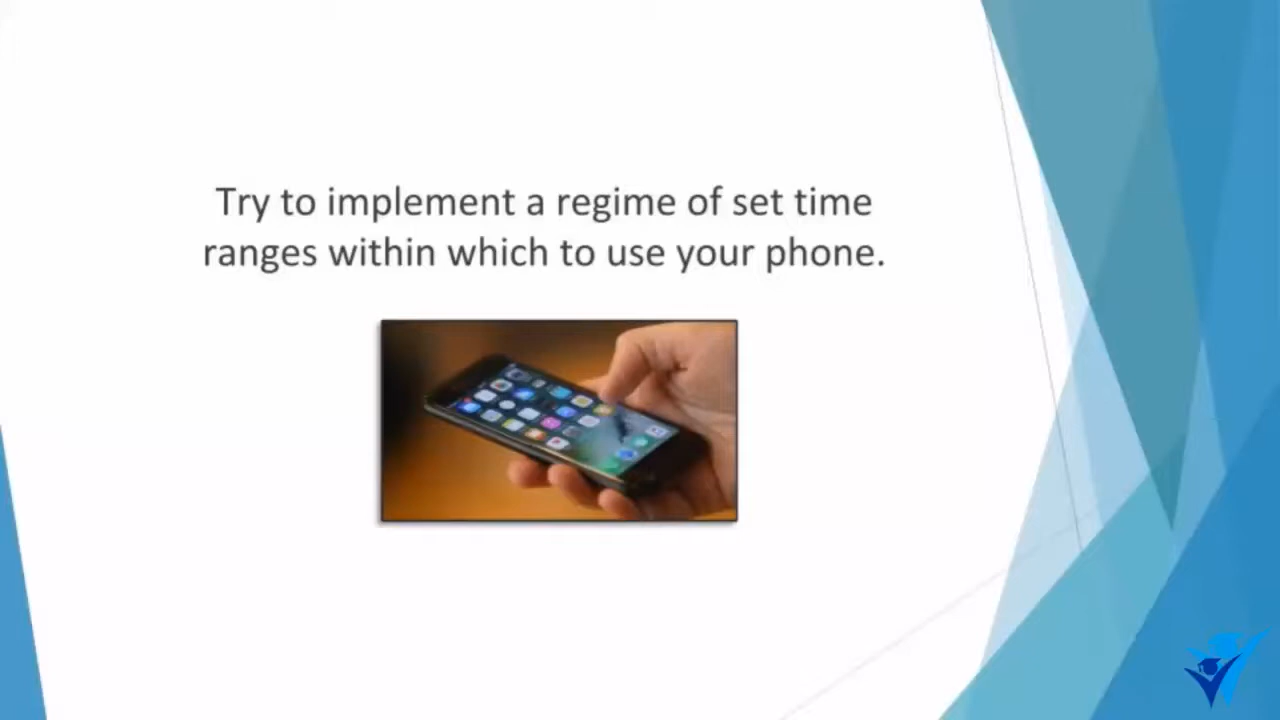 Try to implement a regime of set time
ranges within which to use your phone.